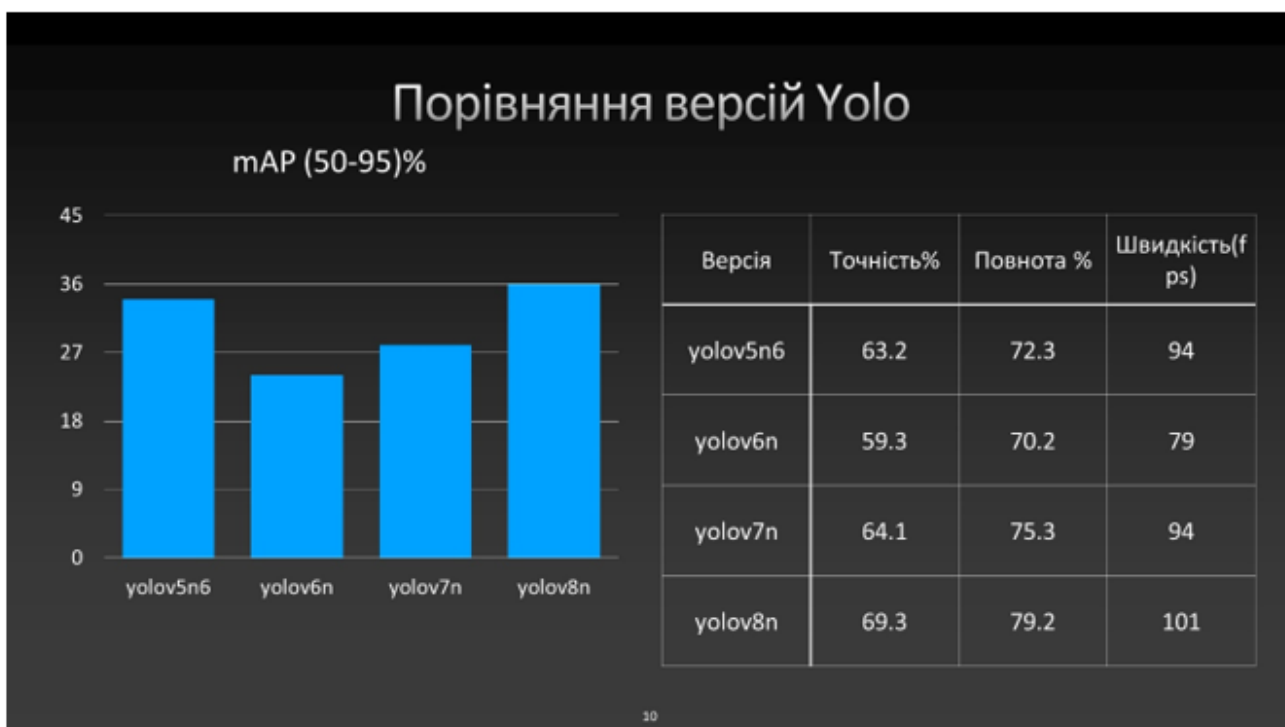 Порівняння версій Yolo
mAP (50-95)%
45
36
27
18
9
0
yolov5n6 yolov6n yolov7n yolov8n
Версія Точність% Повнота % Швидкість(f
ps)
yolov5n6 63.2 72.3 94
yolov6n 59.3 70.2 79
yolov7n 64.1 75.3 94
yolov8n 69.3 79.2 101
10